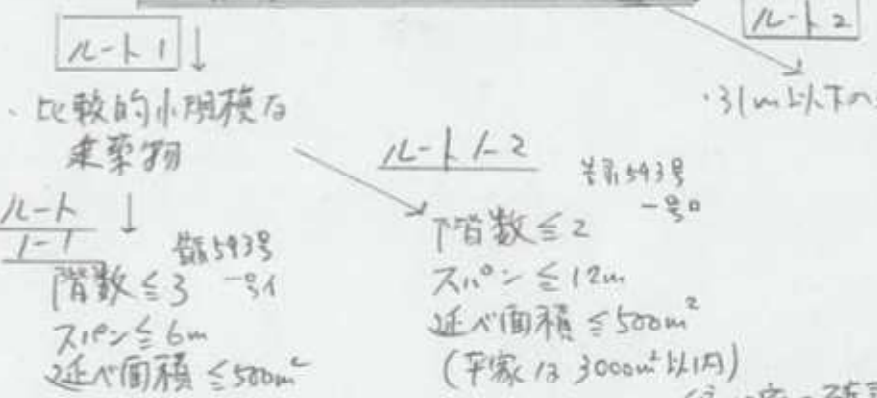 ルート1
ルート2
・比較的小規模な
建築物
・31m以下の
ルート1-2
告示593号
一号ロ
ルート
1-1
告示593号
一号イ
階数≦3
スパン≦6m
延べ面積≦500m²
階数≦2
スパン≦12m
延べ面積≦500m²
(平家は3000m²以内)